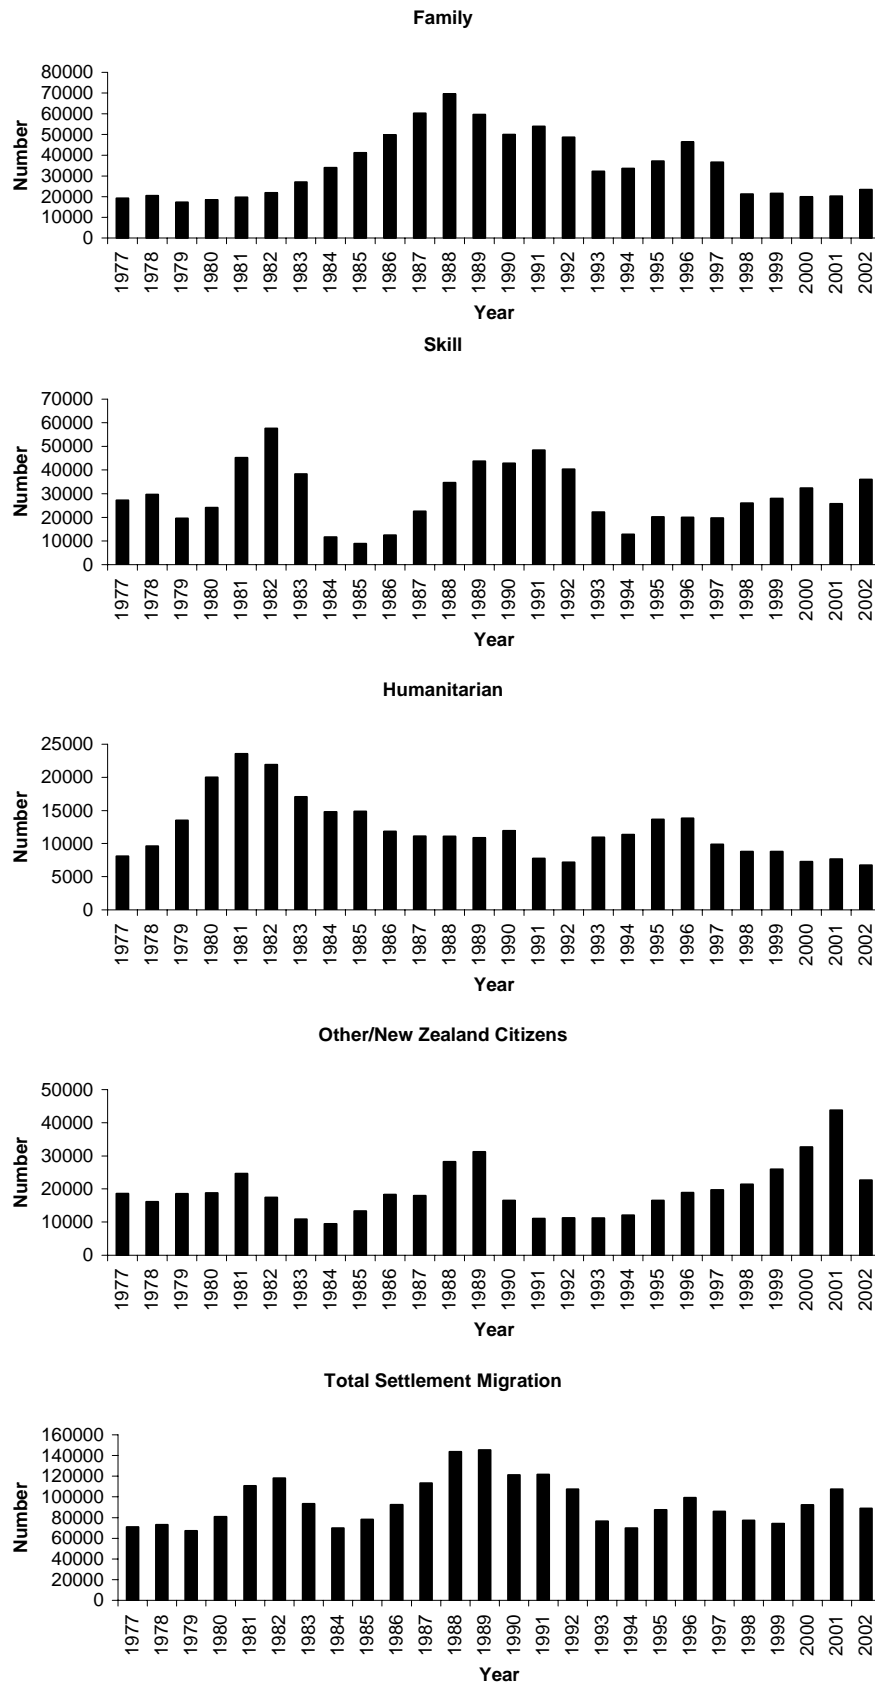 Family
80000
70000
60000
50000
40000
30000
20000
10000
0
Number
1977 1978 1979 1980 1981 1982 1983 1984 1985 1986 1987 1988 1989 1990 1991 1992 1993 1994 1995 1996 1997 1998 1999 2000 2001 2002
Year
Skill
70000
60000
50000
40000
30000
20000
10000
0
Number
1977 1978 1979 1980 1981 1982 1983 1984 1985 1986 1987 1988 1989 1990 1991 1992 1993 1994 1995 1996 1997 1998 1999 2000 2001 2002
Year
Humanitarian
25000
20000
15000
10000
5000
0
Number
1977 1978 1979 1980 1981 1982 1983 1984 1985 1986 1987 1988 1989 1990 1991 1992 1993 1994 1995 1996 1997 1998 1999 2000 2001 2002
Year
Other/New Zealand Citizens
50000
40000
30000
20000
10000
0
Number
1977 1978 1979 1980 1981 1982 1983 1984 1985 1986 1987 1988 1989 1990 1991 1992 1993 1994 1995 1996 1997 1998 1999 2000 2001 2002
Year
Total Settlement Migration
160000
140000
120000
100000
80000
60000
40000
20000
0
Number
1977 1978 1979 1980 1981 1982 1983 1984 1985 1986 1987 1988 1989 1990 1991 1992 1993 1994 1995 1996 1997 1998 1999 2000 2001 2002
Year